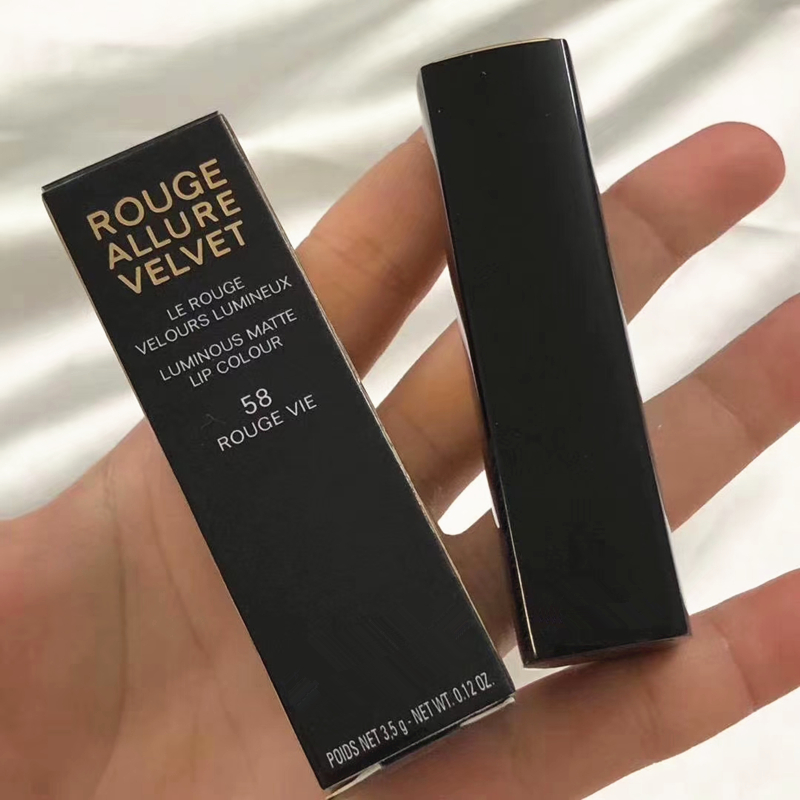 ROUGE
ALLURE
VELVET
LE ROUGE
VELOURS LUMINEUX
LUMINOUS MATTE
LIP COLOUR
58
ROUGE VIE
POIDS NET 3,5 g - NET WT. 0.12 OZ.